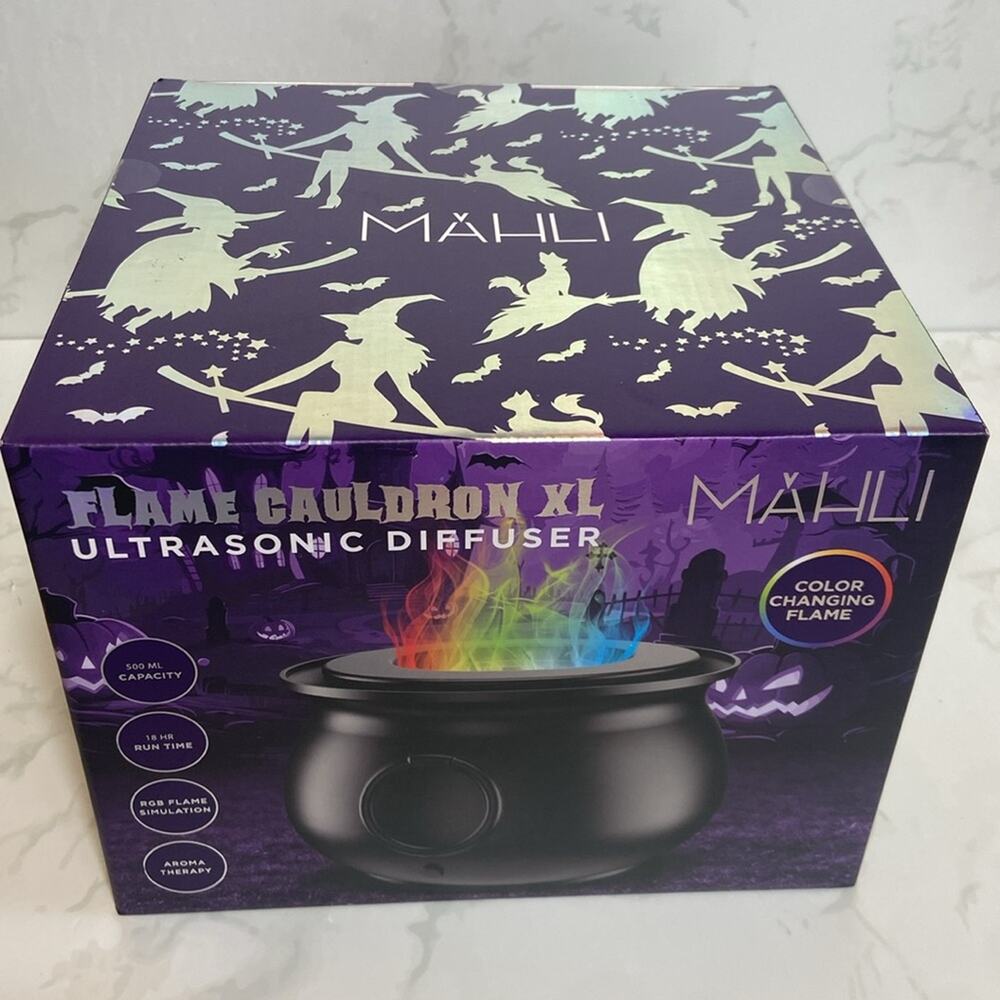 MÄHLI
FLAME CAULDRON XL
ULTRASONIC DIFFUSER
MÄHLI
COLOR
CHANGING
FLAME
500 ML
CAPACITY
18 HR
RUN TIME
RGB FLAME
SIMULATION
AROMA
THERAPY